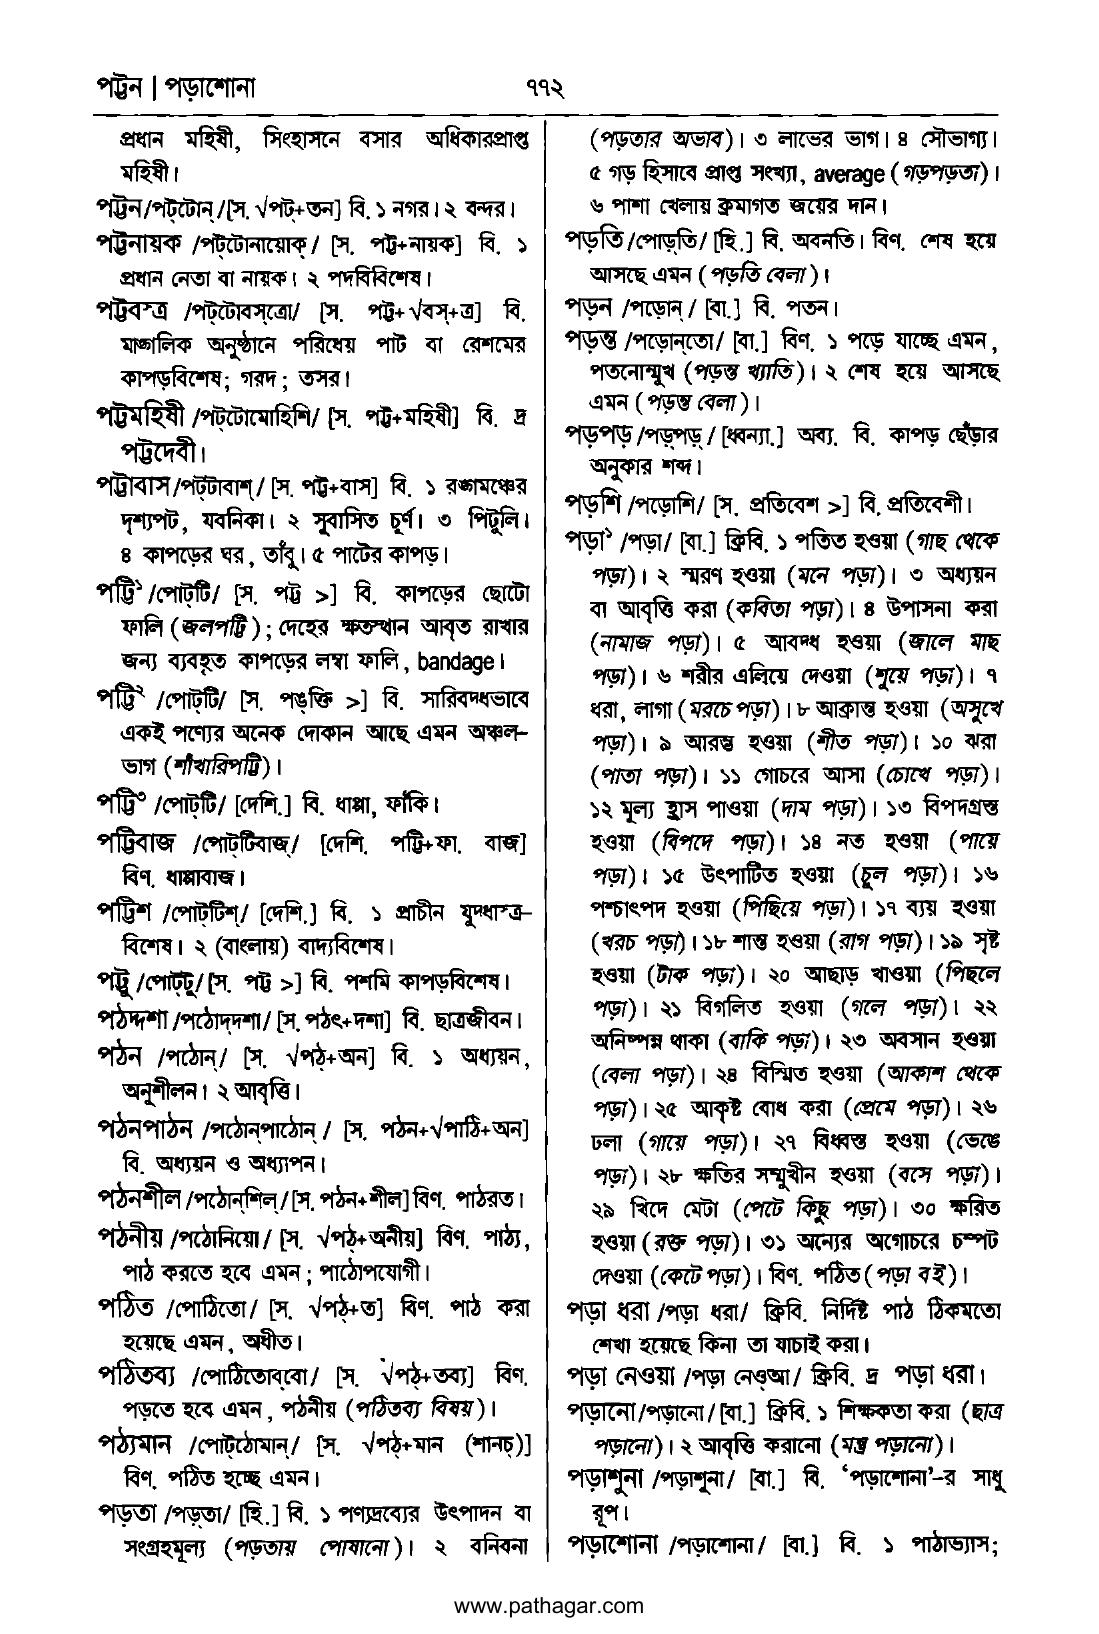 পট্টন | পড়াশোনা
৭৭২
প্রধান মহিষী, সিংহাসনে বসার অধিকারপ্রাপ্ত
মহিষী।
পট্টন/পট্‌টোন্‌/[স. √পট্‌+তন] বি. ১ নগর। ২ বন্দর।
পট্টনায়ক /পট্‌টোনায়োক্‌/ [স. পট্ট+নায়ক] বি. ১
প্রধান নেতা বা নায়ক। ২ পদবিবিশেষ।
পট্টবস্ত্র /পট্‌টোবস্‌ত্রো/ [স. পট্ট+√বস্‌+ত্র] বি.
মাঙ্গলিক অনুষ্ঠানে পরিধেয় পাট বা রেশমের
কাপড়বিশেষ; গরদ; তসর।
পট্টমহিষী /পট্‌টোমোহিশি/ [স. পট্ট+মহিষী] বি. দ্র
পট্টদেবী।
পট্টাবাস/পট্‌টাবাশ্‌/ [স. পট্ট+বাস] বি. ১ রঙ্গমঞ্চের
দৃশ্যপট, যবনিকা। ২ সুবাসিত চূর্ণ। ৩ পিটুলি।
৪ কাপড়ের ঘর, তাঁবু। ৫ পাটের কাপড়।
পট্টি১ /পোট্‌টি/ [স. পট্ট >] বি. কাপড়ের ছোটো
ফালি (জলপট্টি); দেহের ক্ষতস্থান আবৃত রাখার
জন্য ব্যবহৃত কাপড়ের লম্বা ফালি, bandage।
পট্টি২ /পোট্‌টি/ [স. পঙ্‌ক্তি >] বি. সারিবদ্ধভাবে
একই পণ্যের অনেক দোকান আছে এমন অঞ্চল-
ভাগ (শাঁখারিপট্টি)।
পট্টি৩ /পোট্‌টি/ [দেশি.] বি. ধাপ্পা, ফাঁকি।
পট্টিবাজ /পোট্‌টিবাজ্‌/ [দেশি. পট্টি+ফা. বাজ]
বিণ. ধাপ্পাবাজ।
পট্টিশ /পোট্‌টিশ্‌/ [দেশি.] বি. ১ প্রাচীন যুদ্ধাস্ত্র-
বিশেষ। ২ (বাংলায়) বাদ্যবিশেষ।
পট্টু /পোট্‌টু/ [স. পট্ট >] বি. পশমি কাপড়বিশেষ।
পঠদ্দশা /পঠোদ্‌দশা/ [স. পঠৎ+দশা] বি. ছাত্রজীবন।
পঠন /পঠোন্‌/ [স. √পঠ্‌+অন] বি. ১ অধ্যয়ন,
অনুশীলন। ২ আবৃত্তি।
পঠনপাঠন /পঠোন্‌পাঠোন্‌/ [স. পঠন+√পাঠি+অন]
বি. অধ্যয়ন ও অধ্যাপন।
পঠনশীল /পঠোন্‌শিল্‌/ [স. পঠন+শীল] বিণ. পাঠরত।
পঠনীয় /পঠোনিয়ো/ [স. √পঠ্‌+অনীয়] বিণ. পাঠ্য,
পাঠ করতে হবে এমন; পাঠোপযোগী।
পঠিত /পোঠিতো/ [স. √পঠ্‌+ত] বিণ. পাঠ করা
হয়েছে এমন, অধীত।
পঠিতব্য /পোঠিতোব্‌বো/ [স. √পঠ্‌+তব্য] বিণ.
পড়তে হবে এমন, পঠনীয় (পঠিতব্য বিষয়)।
পঠ্যমান /পোট্‌ঠোমান্‌/ [স. √পঠ্‌+মান (শানচ্‌)]
বিণ. পঠিত হচ্ছে এমন।
পড়তা /পড়্‌তা/ [হি.] বি. ১ পণ্যদ্রব্যের উৎপাদন বা
সংগ্রহমূল্য (পড়তায় পোষানো)। ২ বনিবনা
(পড়তার অভাব)। ৩ লাভের ভাগ। ৪ সৌভাগ্য।
৫ গড় হিসাবে প্রাপ্ত সংখ্যা, average (গড়পড়তা)।
৬ পাশা খেলায় ক্রমাগত জয়ের দান।
পড়তি /পোড়্‌তি/ [হি.] বি. অবনতি। বিণ. শেষ হয়ে
আসছে এমন (পড়তি বেলা)।
পড়ন /পড়োন্‌/ [বা.] বি. পতন।
পড়ন্ত /পড়োন্‌তো/ [বা.] বিণ. ১ পড়ে যাচ্ছে এমন,
পতনোন্মুখ (পড়ন্ত খ্যাতি)। ২ শেষ হয়ে আসছে
এমন (পড়ন্ত বেলা)।
পড়পড় /পড়্‌পড়্‌/ [ধ্বন্যা.] অব্য. বি. কাপড় ছেঁড়ার
অনুকার শব্দ।
পড়শি /পড়োশি/ [স. প্রতিবেশ >] বি. প্রতিবেশী।
পড়া১ /পড়া/ [বা.] ক্রিবি. ১ পতিত হওয়া (গাছ থেকে
পড়া)। ২ স্মরণ হওয়া (মনে পড়া)। ৩ অধ্যয়ন
বা আবৃত্তি করা (কবিতা পড়া)। ৪ উপাসনা করা
(নামাজ পড়া)। ৫ আবদ্ধ হওয়া (জালে মাছ
পড়া)। ৬ শরীর এলিয়ে দেওয়া (শুয়ে পড়া)। ৭
ধরা, লাগা (মরচে পড়া)। ৮ আক্রান্ত হওয়া (অসুখে
পড়া)। ৯ আরম্ভ হওয়া (শীত পড়া)। ১০ ঝরা
(পাতা পড়া)। ১১ গোচরে আসা (চোখে পড়া)।
১২ মূল্য হ্রাস পাওয়া (দাম পড়া)। ১৩ বিপদগ্রস্ত
হওয়া (বিপদে পড়া)। ১৪ নত হওয়া (পায়ে
পড়া)। ১৫ উৎপাটিত হওয়া (চুল পড়া)। ১৬
পশ্চাৎপদ হওয়া (পিছিয়ে পড়া)। ১৭ ব্যয় হওয়া
(খরচ পড়া)। ১৮ শান্ত হওয়া (রাগ পড়া)। ১৯ সৃষ্ট
হওয়া (টাক পড়া)। ২০ আছাড় খাওয়া (পিছলে
পড়া)। ২১ বিগলিত হওয়া (গলে পড়া)। ২২
অনিষ্পন্ন থাকা (বাকি পড়া)। ২৩ অবসান হওয়া
(বেলা পড়া)। ২৪ বিস্মিত হওয়া (আকাশ থেকে
পড়া)। ২৫ আকৃষ্ট বোধ করা (প্রেমে পড়া)। ২৬
ঢলা (গায়ে পড়া)। ২৭ বিধ্বস্ত হওয়া (ভেঙে
পড়া)। ২৮ ক্ষতির সম্মুখীন হওয়া (বসে পড়া)।
২৯ খিদে মেটা (পেটে কিছু পড়া)। ৩০ ক্ষরিত
হওয়া (রক্ত পড়া)। ৩১ অন্যের অগোচরে চম্পট
দেওয়া (কেটে পড়া)। বিণ. পঠিত (পড়া বই)।
পড়া ধরা /পড়া ধরা/ ক্রিবি. নির্দিষ্ট পাঠ ঠিকমতো
শেখা হয়েছে কিনা তা যাচাই করা।
পড়া নেওয়া /পড়া নেওআ/ ক্রিবি. দ্র পড়া ধরা।
পড়ানো /পড়ানো/ [বা.] ক্রিবি. ১ শিক্ষকতা করা (ছাত্র
পড়ানো)। ২ আবৃত্তি করানো (মন্ত্র পড়ানো)।
পড়াশুনা /পড়াশুনা/ [বা.] বি. ‘পড়াশোনা’-র সাধু
রূপ।
পড়াশোনা /পড়াশোনা/ [বা.] বি. ১ পাঠাভ্যাস;
www.pathagar.com